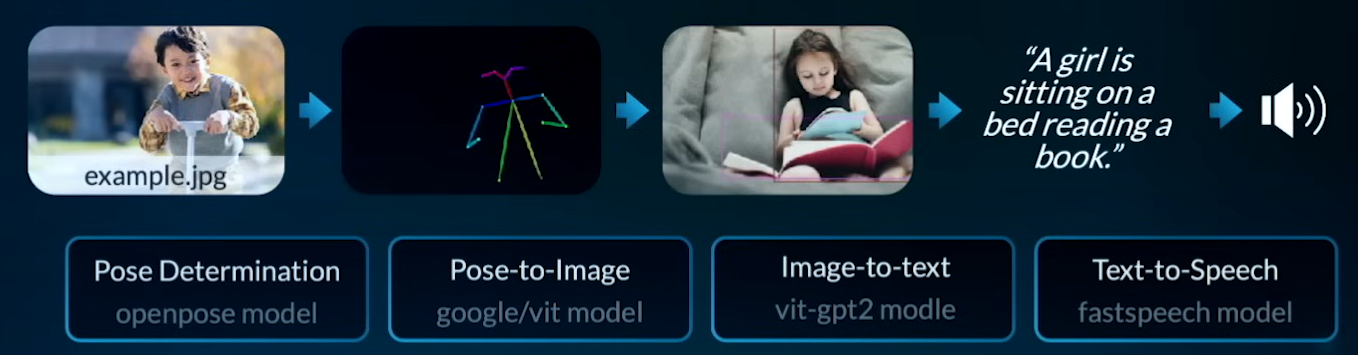 example.jpg
“A girl is
sitting on a
bed reading a
book.”
Pose Determination
openpose model
Pose-to-Image
google/vit model
Image-to-text
vit-gpt2 modle
Text-to-Speech
fastspeech model